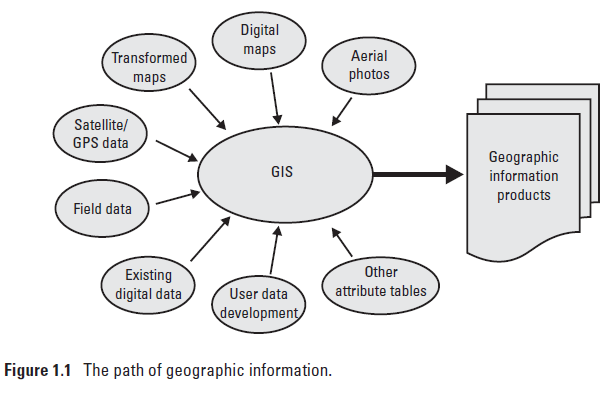 Digital
maps
Transformed
maps
Aerial
photos
Satellite/
GPS data
GIS
Geographic
information
products
Field data
Existing
digital data
User data
development
Other
attribute tables
Figure 1.1 The path of geographic information.